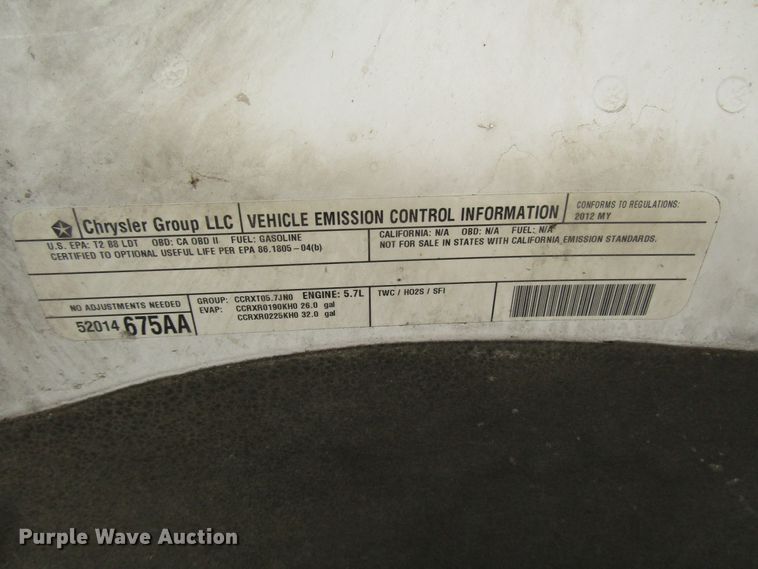 Chrysler Group LLC
VEHICLE EMISSION CONTROL INFORMATION
CONFORMS TO REGULATIONS:
2012 MY
U.S. EPA: T2 B8 LDT OBD: CA OBD II FUEL: GASOLINE
CERTIFIED TO OPTIONAL USEFUL LIFE PER EPA 86.1805-04(b)
CALIFORNIA: N/A OBD: N/A FUEL: N/A
NOT FOR SALE IN STATES WITH CALIFORNIA EMISSION STANDARDS.
NO ADJUSTMENTS NEEDED
52014 675AA
GROUP: CCRXT05.7JN0 ENGINE: 5.7L
EVAP: CCRXR0190KH0 26.0 gal
CCRXR0225KH0 32.0 gal
TWC / HO2S / SFI
Purple Wave Auction